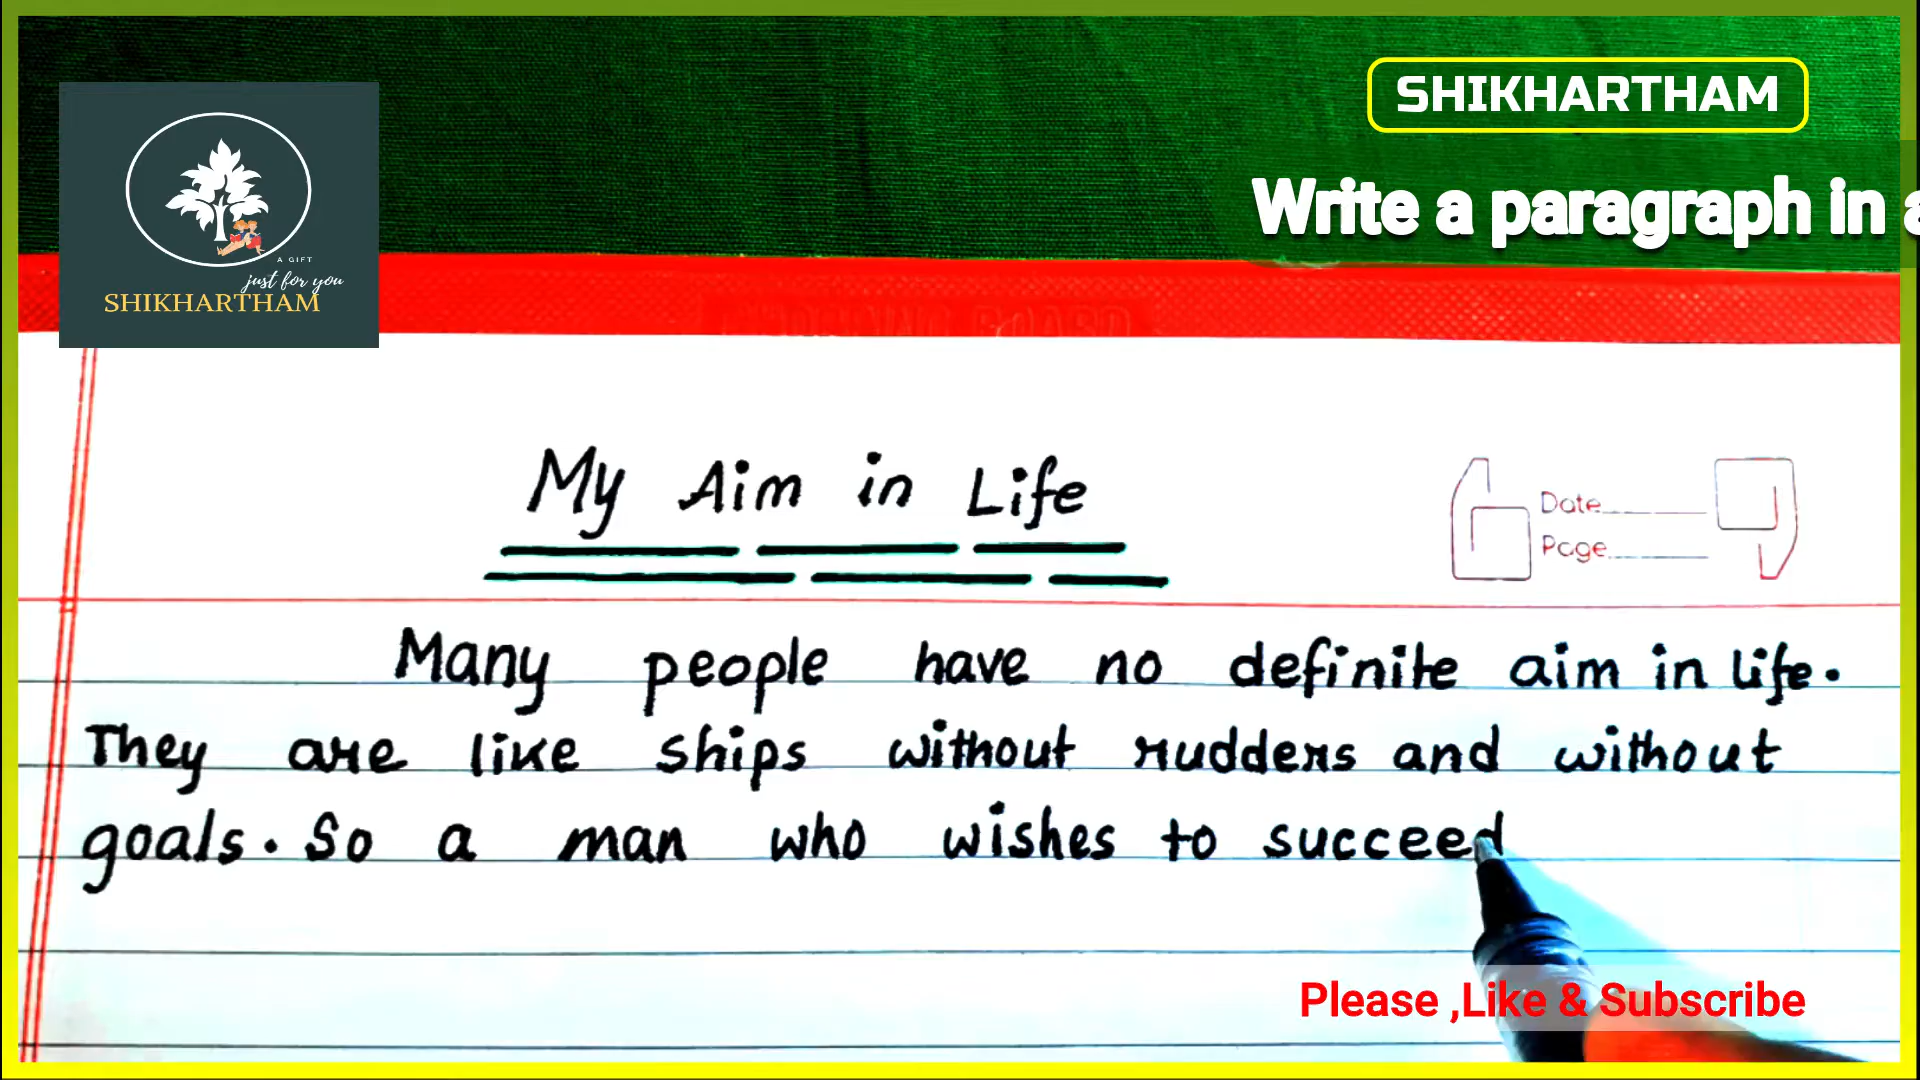 SHIKHARTHAM
Write a paragraph in a
A GIFT
just for you
SHIKHARTHAM
My Aim in Life
Date
Page
Many people have no definite aim in life.
They are like ships without rudders and without
goals. So a man who wishes to succeed
Please ,Like & Subscribe